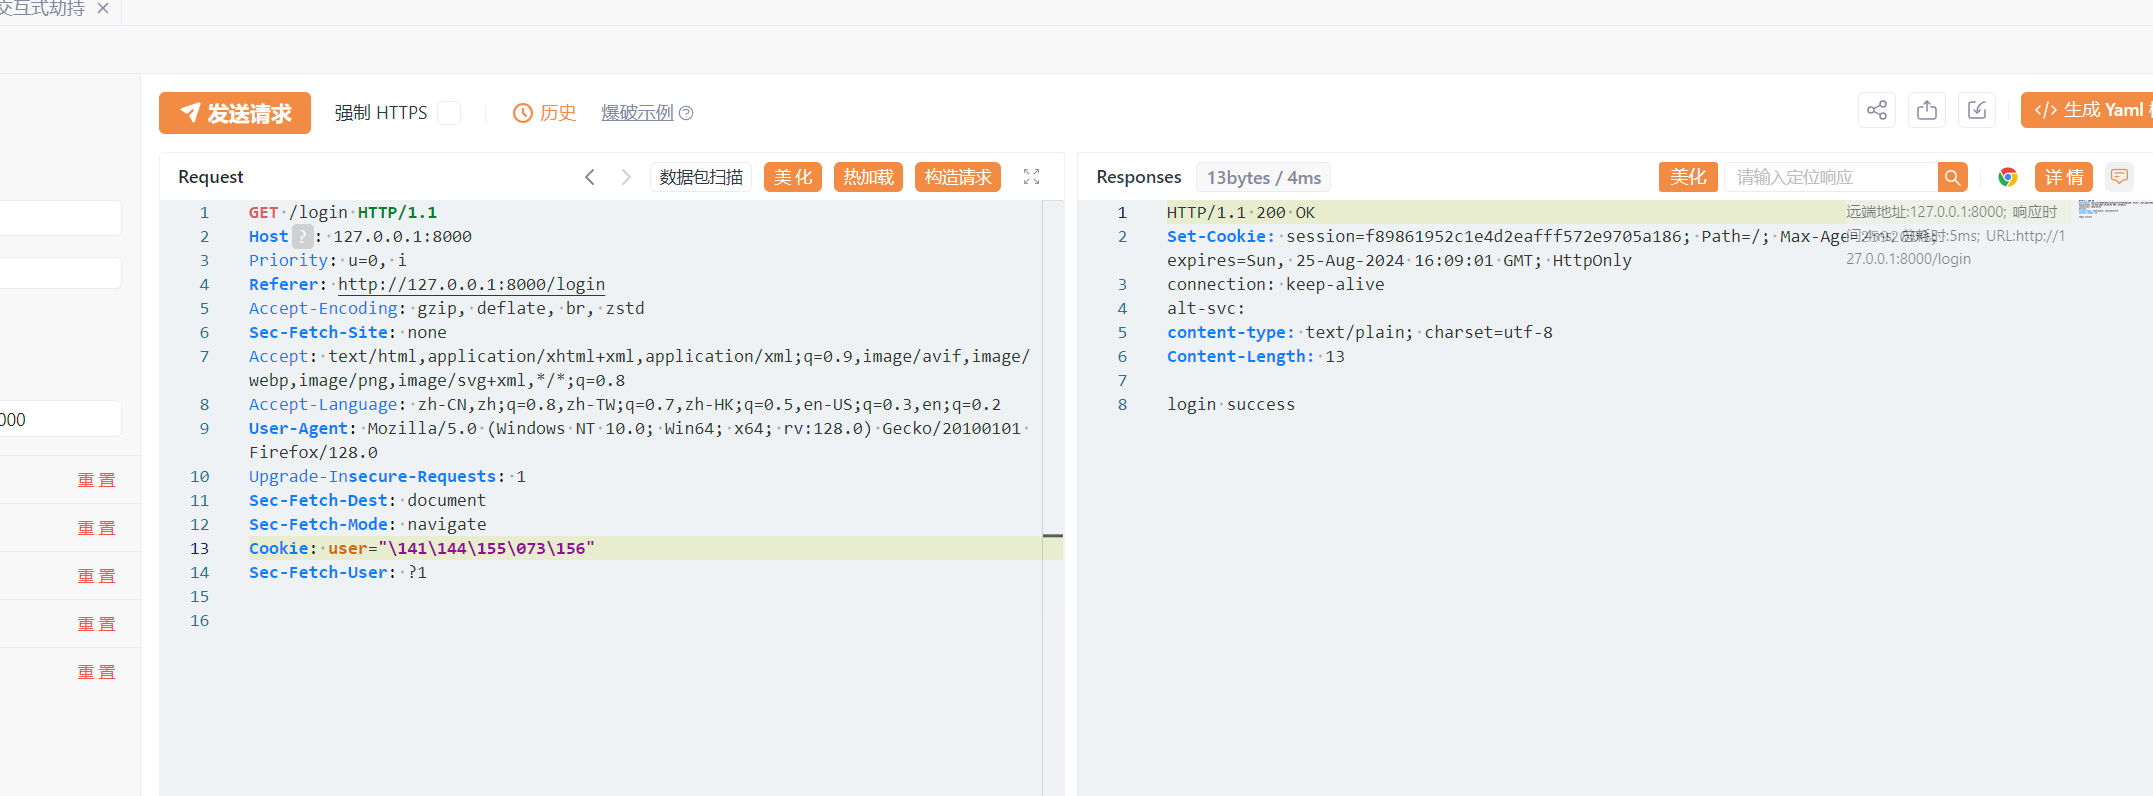 交互式劫持
发送请求 强制 HTTPS 历史 爆破示例 生成 Yaml
Request 数据包扫描 美化 热加载 构造请求
1 GET /login HTTP/1.1
2 Host ? : 127.0.0.1:8000
3 Priority: u=0, i
4 Referer: http://127.0.0.1:8000/login
5 Accept-Encoding: gzip, deflate, br, zstd
6 Sec-Fetch-Site: none
7 Accept: text/html,application/xhtml+xml,application/xml;q=0.9,image/avif,image/
webp,image/png,image/svg+xml,*/*;q=0.8
8 Accept-Language: zh-CN,zh;q=0.8,zh-TW;q=0.7,zh-HK;q=0.5,en-US;q=0.3,en;q=0.2
9 User-Agent: Mozilla/5.0 (Windows NT 10.0; Win64; x64; rv:128.0) Gecko/20100101
Firefox/128.0
10 Upgrade-Insecure-Requests: 1
11 Sec-Fetch-Dest: document
12 Sec-Fetch-Mode: navigate
13 Cookie: user="\141\144\155\073\156"
14 Sec-Fetch-User: ?1
15
16
Responses 13bytes / 4ms 美化 请输入定位响应 详情
1 HTTP/1.1 200 OK
2 Set-Cookie: session=f89861952c1e4d2eafff572e9705a186; Path=/; Max-Age
expires=Sun, 25-Aug-2024 16:09:01 GMT; HttpOnly
3 connection: keep-alive
4 alt-svc:
5 content-type: text/plain; charset=utf-8
6 Content-Length: 13
7
8 login success
远端地址:127.0.0.1:8000; 响应时
间:4ms; 总耗时:5ms; URL:http://1
27.0.0.1:8000/login
000
重置
重置
重置
重置
重置